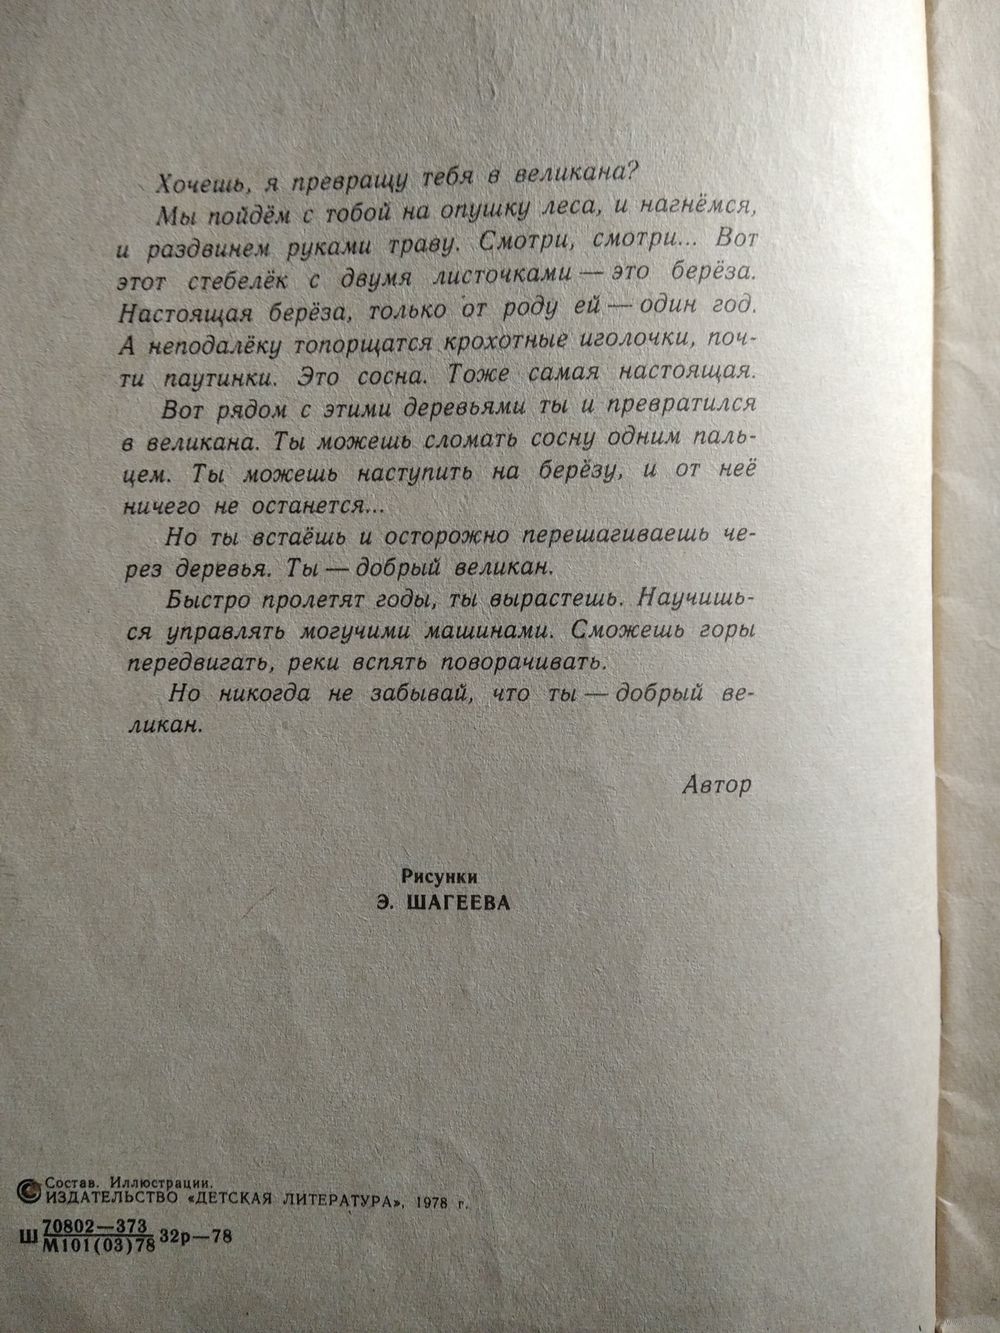 Хочешь, я превращу тебя в великана?
Мы пойдём с тобой на опушку леса, и нагнёмся,
и раздвинем руками траву. Смотри, смотри... Вот
этот стебелёк с двумя листочками — это берёза.
Настоящая берёза, только от роду ей — один год.
А неподалёку топорщатся крохотные иголочки, поч-
ти паутинки. Это сосна. Тоже самая настоящая.
Вот рядом с этими деревьями ты и превратился
в великана. Ты можешь сломать сосну одним паль-
цем. Ты можешь наступить на берёзу, и от неё
ничего не останется...
Но ты встаёшь и осторожно перешагиваешь че-
рез деревья. Ты — добрый великан.
Быстро пролетят годы, ты вырастешь. Научишь-
ся управлять могучими машинами. Сможешь горы
передвигать, реки вспять поворачивать.
Но никогда не забывай, что ты — добрый ве-
ликан.
Автор
Рисунки
Э. ШАГЕЕВА
© Состав. Иллюстрации.
ИЗДАТЕЛЬСТВО «ДЕТСКАЯ ЛИТЕРАТУРА», 1978 г.
Ш 70802—373
М101(03)78 32р—78